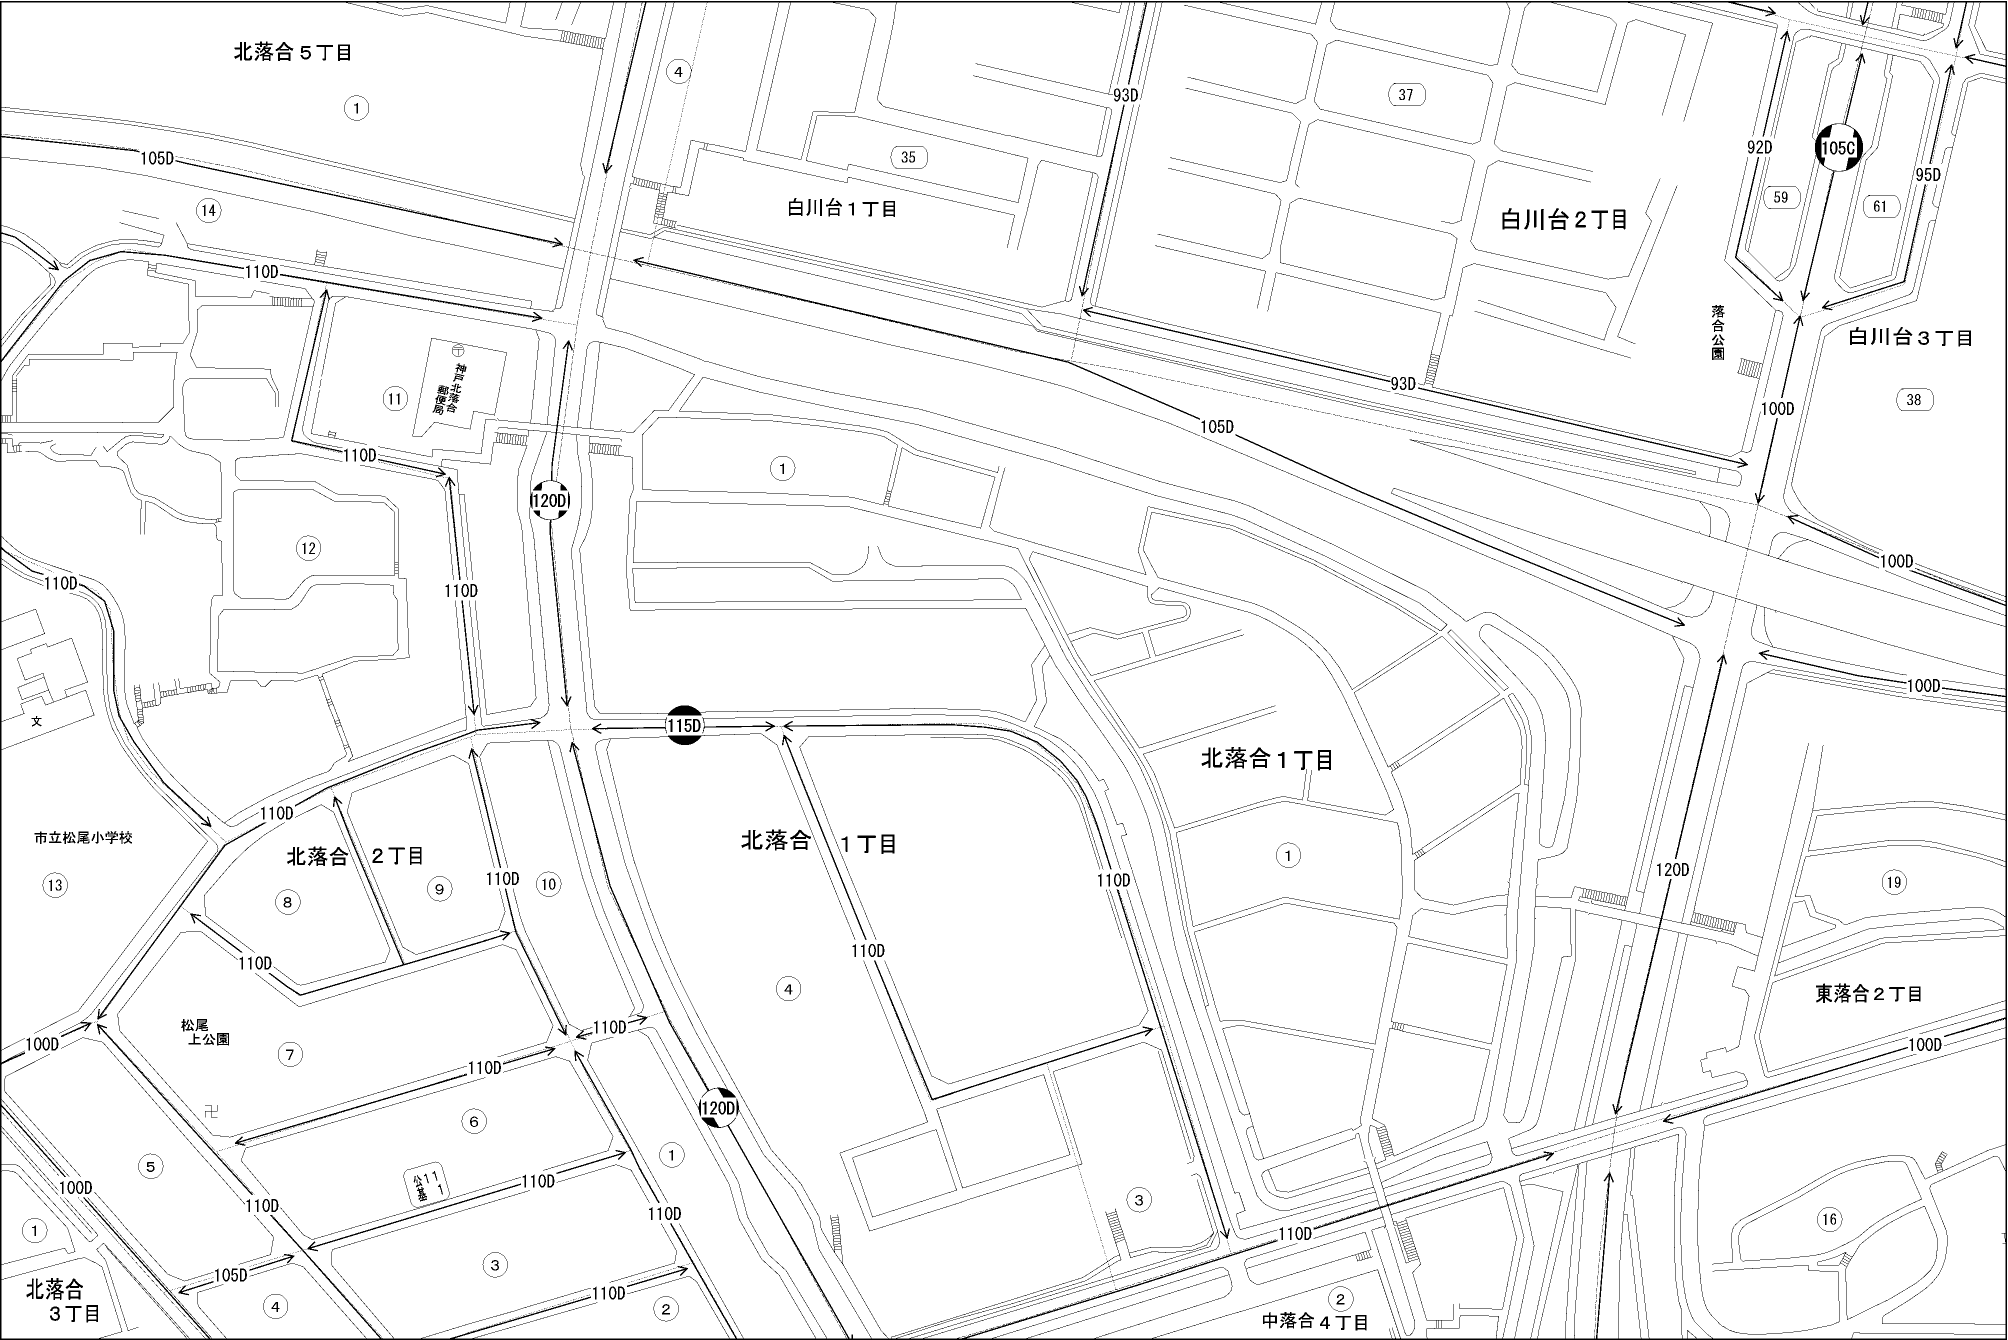 北落合５丁目
1
4
93D
37
92D
105C
95D
59
61
105D
35
白川台１丁目
白川台２丁目
14
110D
落合公園
白川台３丁目
神戸北落合
郵便局
11
93D
38
100D
105D
110D
1
120D
12
110D
110D
100D
100D
文
115D
北落合１丁目
市立松尾小学校
13
110D
北落合２丁目
8
9
110D
10
北落合１丁目
110D
1
120D
19
110D
110D
4
東落合２丁目
松尾
上公園
7
100D
110D
110D
100D
卍
6
120D
5
公11
基 1
1
100D
110D
110D
110D
3
16
1
110D
105D
3
北落合
３丁目
4
110D
2
2
中落合４丁目